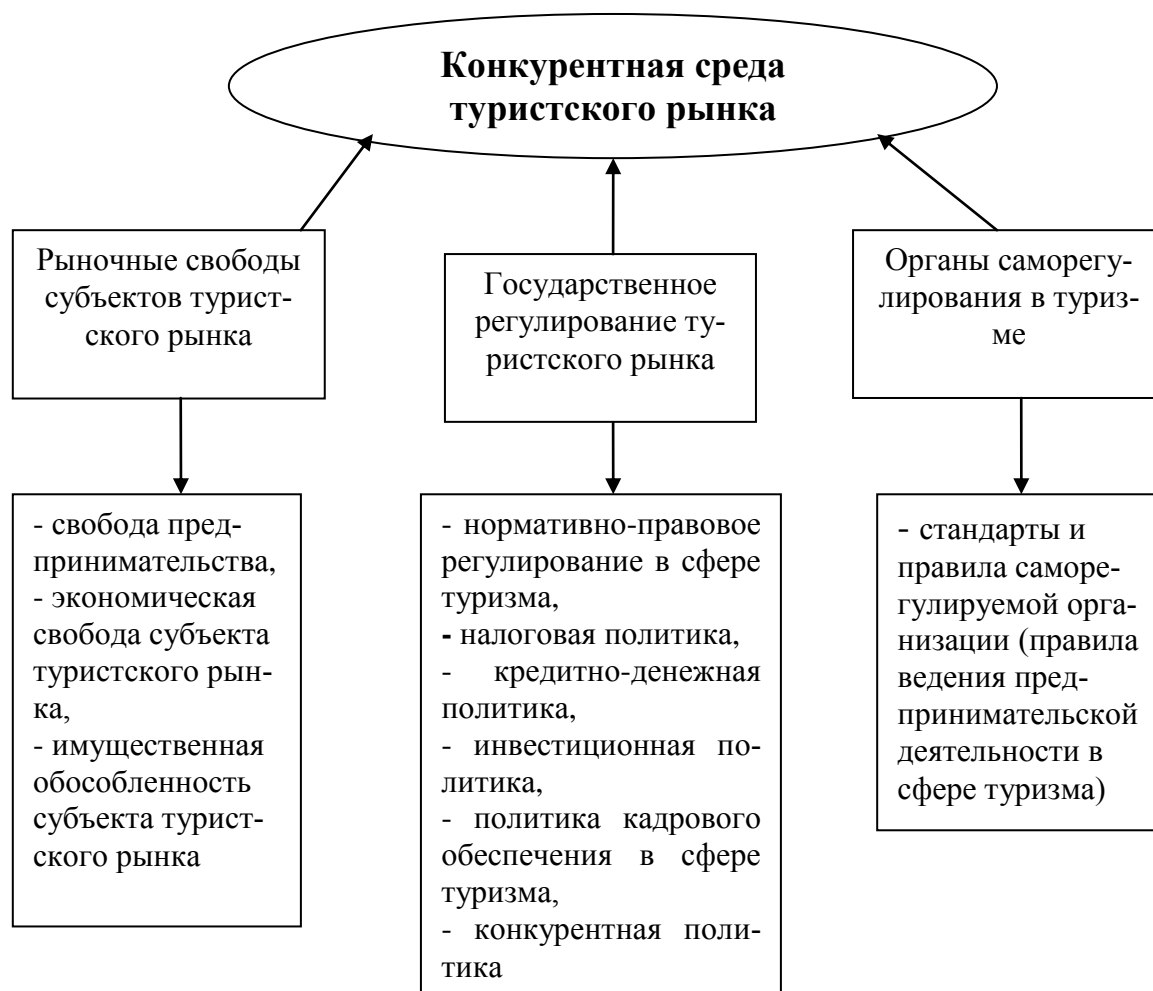 Конкурентная среда
туристского рынка
Рыночные свободы
субъектов турист-
ского рынка
Государственное
регулирование ту-
ристского рынка
Органы саморегу-
лирования в туриз-
ме
- свобода пред-
принимательства,
- экономическая
свобода субъекта
туристского рын-
ка,
- имущественная
обособленность
субъекта турист-
ского рынка
- нормативно-правовое
регулирование в сфере
туризма,
- налоговая политика,
- кредитно-денежная
политика,
- инвестиционная по-
литика,
- политика кадрового
обеспечения в сфере
туризма,
- конкурентная поли-
тика
- стандарты и
правила саморе-
гулируемой орга-
низации (правила
ведения пред-
принимательской
деятельности в
сфере туризма)